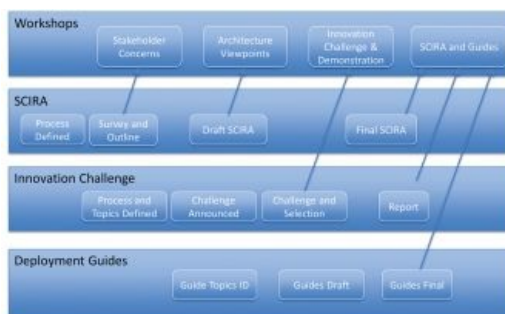 Workshops
Stakeholder
Concerns
Architecture
Viewpoints
Innovation
Challenge &
Demonstration
SCIRA and Guides
SCIRA
Process
Defined
Survey and
Outline
Draft SCIRA
Final SCIRA
Innovation Challenge
Process and
Topics Defined
Challenge
Announced
Challenge and
Selection
Report
Deployment Guides
Guide Topics ID
Guides Draft
Guides Final